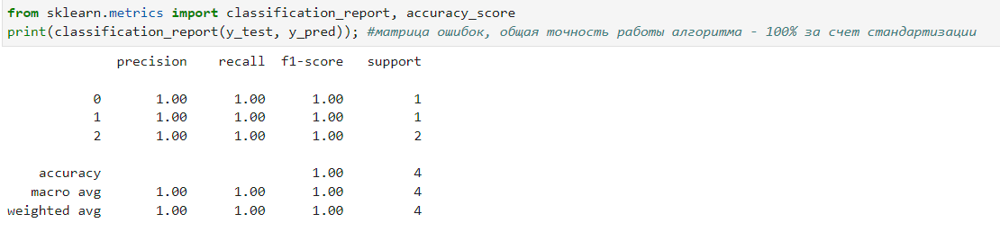 from sklearn.metrics import classification_report, accuracy_score
print(classification_report(y_test, y_pred)); #матрица ошибок, общая точность работы алгоритма - 100% за счет стандартизации
precision recall f1-score support
0 1.00 1.00 1.00 1
1 1.00 1.00 1.00 1
2 1.00 1.00 1.00 2
accuracy 1.00 4
macro avg 1.00 1.00 1.00 4
weighted avg 1.00 1.00 1.00 4